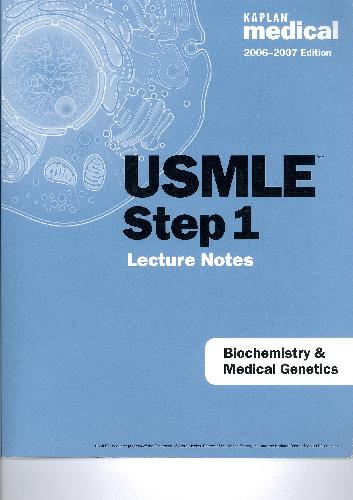 KAPLAN
medical
2006–2007 Edition
USMLE™
Step 1
Lecture Notes
Biochemistry &
Medical Genetics